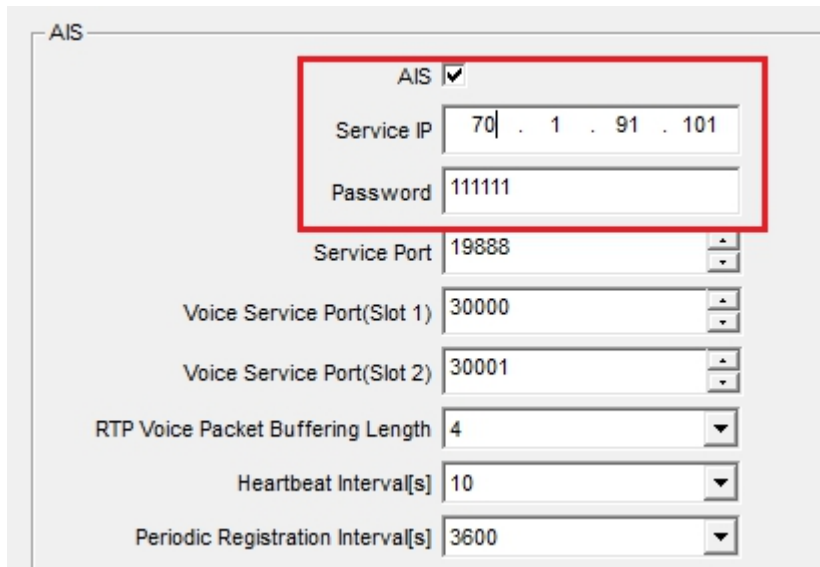 AIS
AIS
Service IP 70 . 1 . 91 . 101
Password 111111
Service Port 19888
Voice Service Port(Slot 1) 30000
Voice Service Port(Slot 2) 30001
RTP Voice Packet Buffering Length 4
Heartbeat Interval[s] 10
Periodic Registration Interval[s] 3600